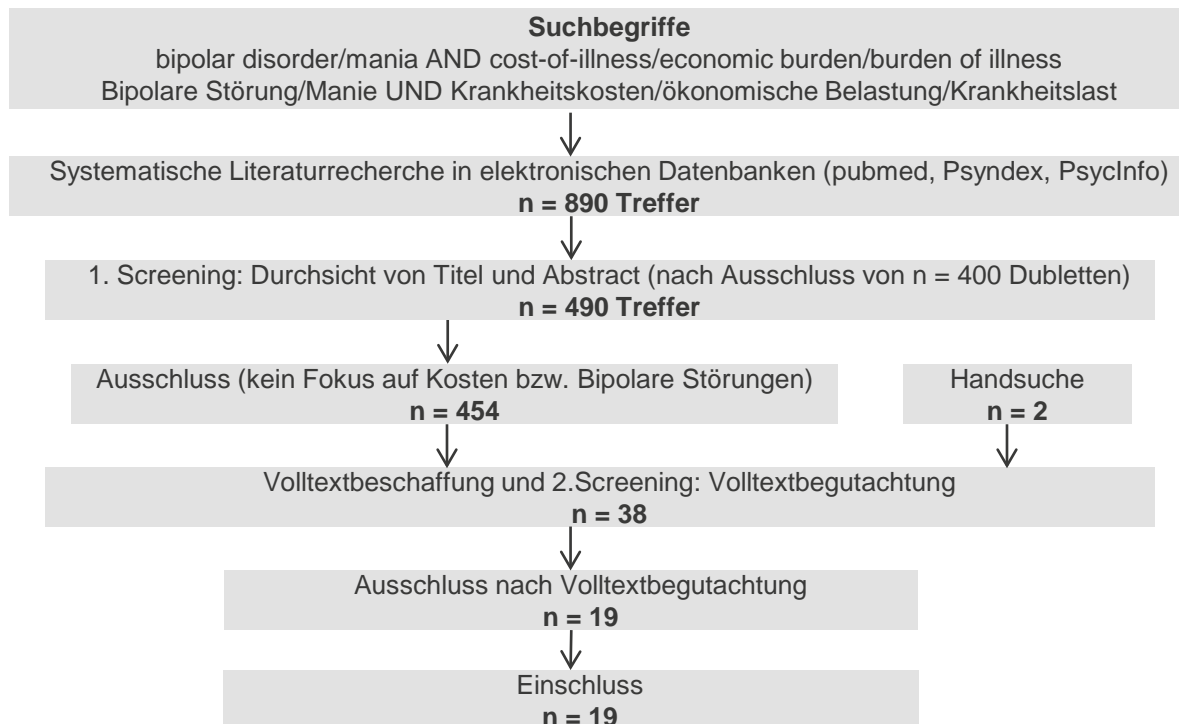 Suchbegriffe
bipolar disorder/mania AND cost-of-illness/economic burden/burden of illness
Bipolare Störung/Manie UND Krankheitskosten/ökonomische Belastung/Krankheitslast
Systematische Literaturrecherche in elektronischen Datenbanken (pubmed, Psyndex, PsycInfo)
n = 890 Treffer
1. Screening: Durchsicht von Titel und Abstract (nach Ausschluss von n = 400 Dubletten)
n = 490 Treffer
Ausschluss (kein Fokus auf Kosten bzw. Bipolare Störungen)
n = 454
Handsuche
n = 2
Volltextbeschaffung und 2.Screening: Volltextbegutachtung
n = 38
Ausschluss nach Volltextbegutachtung
n = 19
Einschluss
n = 19